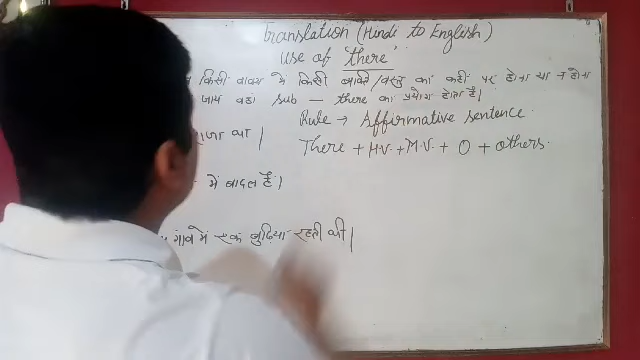 Translation (Hindi to English)
Use of "there"
किसी वाक्य मे किसी व्यक्ति/वस्तु का कहीं पर होना या न होना
जाय वहा Sub — there का प्रयोग होता है।
Rule → Affirmative sentence
राजा था|
There + H.V. + M.V. + O + others.
में बादल हैं|
गांव में एक बुढ़िया रहती थी|